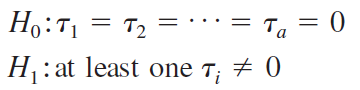 H₀: τ₁ = τ₂ = ⋯ = τₐ = 0
H₁: at least one τᵢ ≠ 0